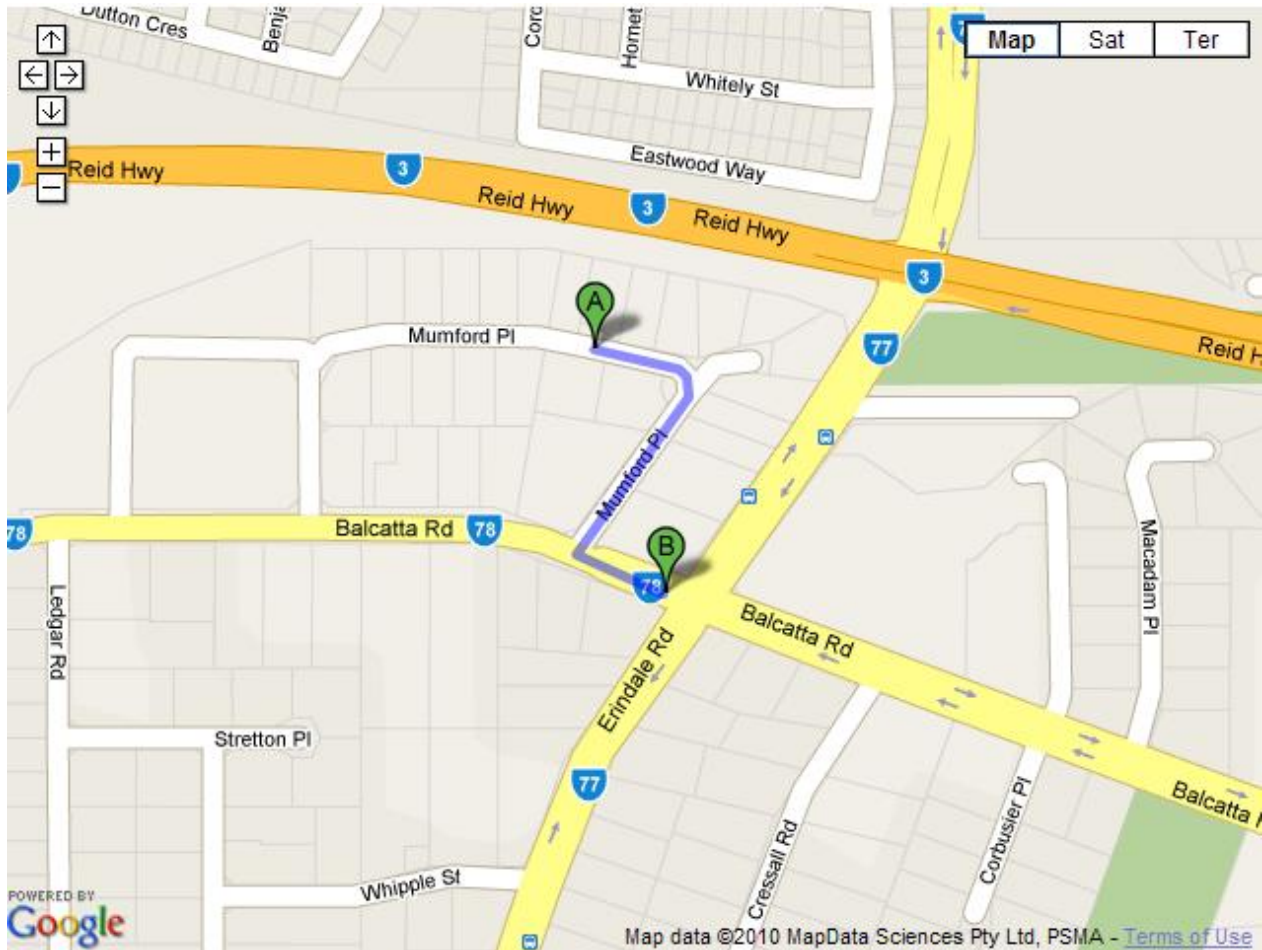 Dutton Cres
Benja
Cord
Hornet
Map
Sat
Ter
Whitely St
Eastwood Way
Reid Hwy
3
Reid Hwy
3
Reid Hwy
3
Reid H
A
Mumford Pl
77
Mumford Pl
78
Balcatta Rd
78
B
78
Balcatta Rd
Macadam Pl
Ledgar Rd
Erindale Rd
Stretton Pl
77
Balcatta R
Corbusier Pl
Cressall Rd
Whipple St
POWERED BY
Google
Map data ©2010 MapData Sciences Pty Ltd, PSMA - Terms of Use